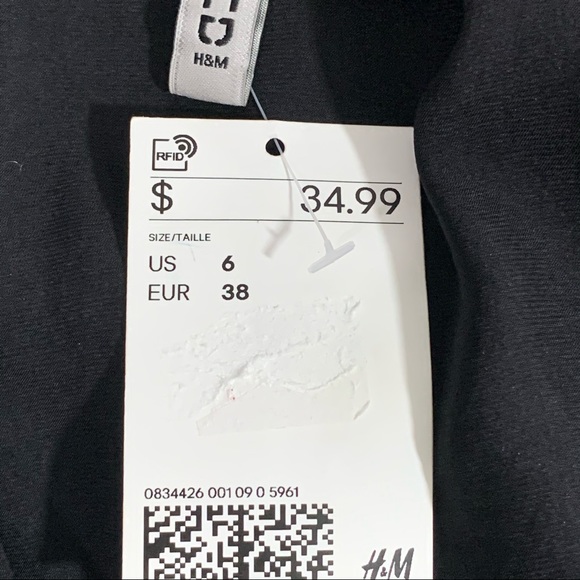 H&M
RFID
$ 34.99
SIZE/TAILLE
US 6
EUR 38
0834426 001 09 0 5961
H&M